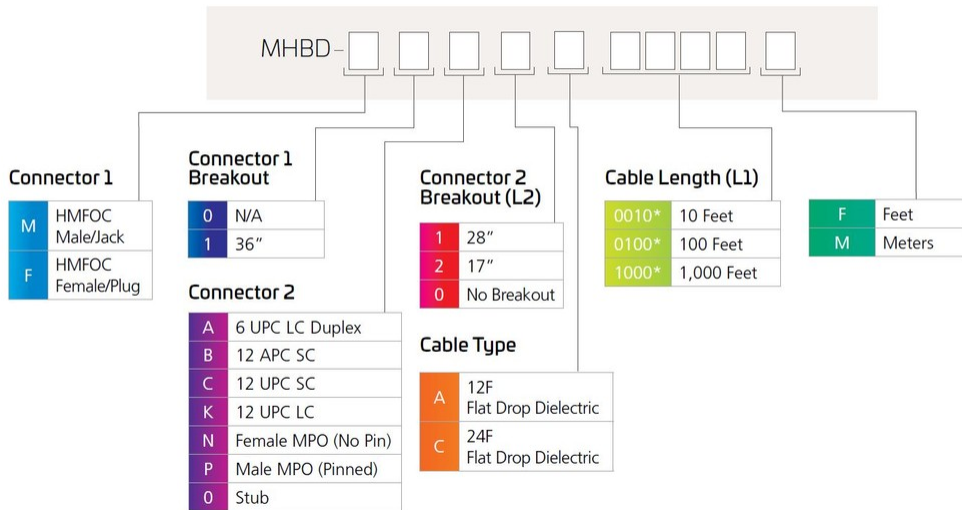 MHBD-
Connector 1
M HMFOC
Male/Jack
F HMFOC
Female/Plug
Connector 1
Breakout
0 N/A
1 36”
Connector 2
A 6 UPC LC Duplex
B 12 APC SC
C 12 UPC SC
K 12 UPC LC
N Female MPO (No Pin)
P Male MPO (Pinned)
0 Stub
Connector 2
Breakout (L2)
1 28”
2 17”
0 No Breakout
Cable Type
A 12F
Flat Drop Dielectric
C 24F
Flat Drop Dielectric
Cable Length (L1)
0010* 10 Feet
0100* 100 Feet
1000* 1,000 Feet
F Feet
M Meters